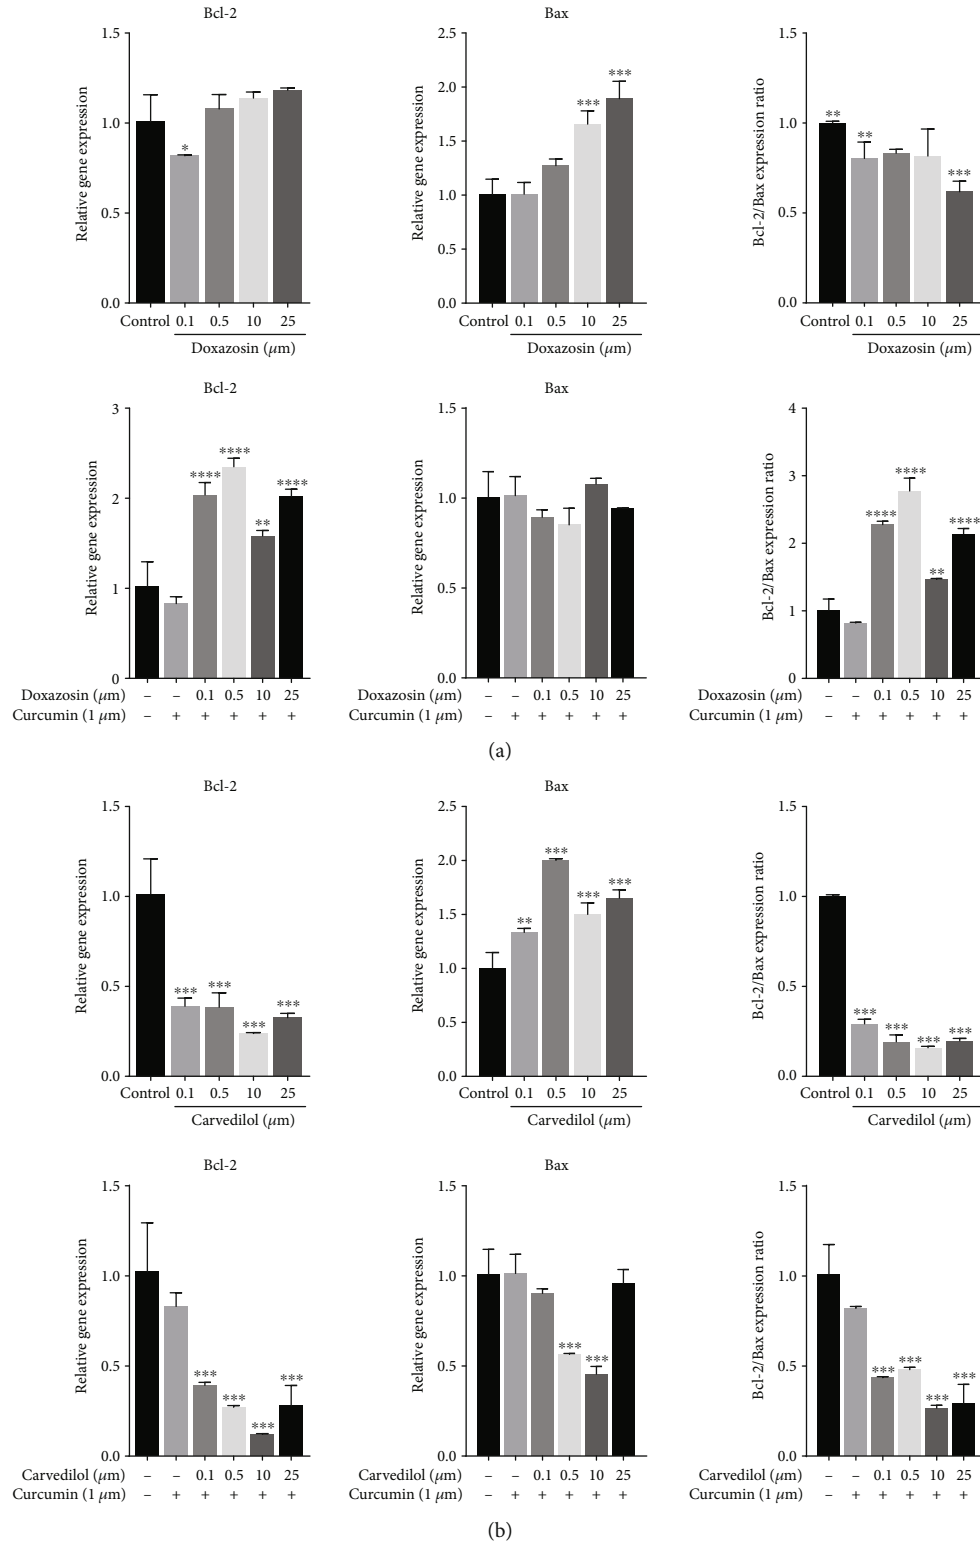 Bcl-2
Relative gene expression
1.5
1.0
0.5
0.0
*
Control 0.1 0.5 10 25
Doxazosin (μm)
Bax
Relative gene expression
2.5
2.0
1.5
1.0
0.5
0.0
*** ***
Control 0.1 0.5 10 25
Doxazosin (μm)
Bcl-2/Bax expression ratio
1.5
1.0
0.5
0.0
** ** ***
Control 0.1 0.5 10 25
Doxazosin (μm)
Bcl-2
Relative gene expression
3
2
1
0
**** **** ** ****
Doxazosin (μm) – – 0.1 0.5 10 25
Curcumin (1 μm) – + + + + +
Bax
Relative gene expression
1.5
1.0
0.5
0.0
Doxazosin (μm) – – 0.1 0.5 10 25
Curcumin (1 μm) – + + + + +
Bcl-2/Bax expression ratio
4
3
2
1
0
**** **** ** ****
Doxazosin (μm) – – 0.1 0.5 10 25
Curcumin (1 μm) – + + + + +
(a)
Bcl-2
Relative gene expression
1.5
1.0
0.5
0.0
*** *** *** ***
Control 0.1 0.5 10 25
Carvedilol (μm)
Bax
Relative gene expression
2.5
2.0
1.5
1.0
0.5
0.0
** *** *** ***
Control 0.1 0.5 10 25
Carvedilol (μm)
Bcl-2/Bax expression ratio
1.5
1.0
0.5
0.0
*** *** *** ***
Control 0.1 0.5 10 25
Carvedilol (μm)
Bcl-2
Relative gene expression
1.5
1.0
0.5
0.0
*** *** *** ***
Carvedilol (μm) – – 0.1 0.5 10 25
Curcumin (1 μm) – + + + + +
Bax
Relative gene expression
1.5
1.0
0.5
0.0
*** ***
Carvedilol (μm) – – 0.1 0.5 10 25
Curcumin (1 μm) – + + + + +
Bcl-2/Bax expression ratio
1.5
1.0
0.5
0.0
*** *** *** ***
Carvedilol (μm) – – 0.1 0.5 10 25
Curcumin (1 μm) – + + + + +
(b)